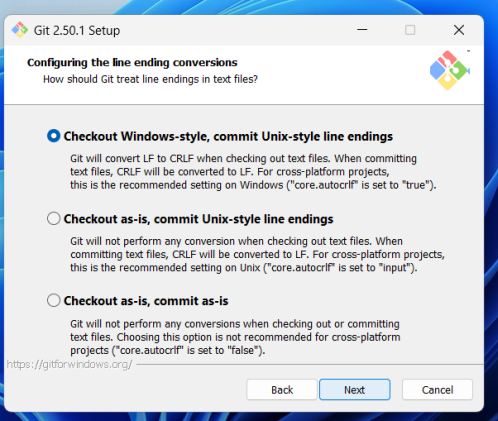 Git 2.50.1 Setup
Configuring the line ending conversions
How should Git treat line endings in text files?
Checkout Windows-style, commit Unix-style line endings
Git will convert LF to CRLF when checking out text files. When committing
text files, CRLF will be converted to LF. For cross-platform projects,
this is the recommended setting on Windows ("core.autocrlf" is set to "true").
Checkout as-is, commit Unix-style line endings
Git will not perform any conversion when checking out text files. When
committing text files, CRLF will be converted to LF. For cross-platform projects,
this is the recommended setting on Unix ("core.autocrlf" is set to "input").
Checkout as-is, commit as-is
Git will not perform any conversions when checking out or committing
text files. Choosing this option is not recommended for cross-platform
projects ("core.autocrlf" is set to "false").
https://gitforwindows.org/
Back Next Cancel